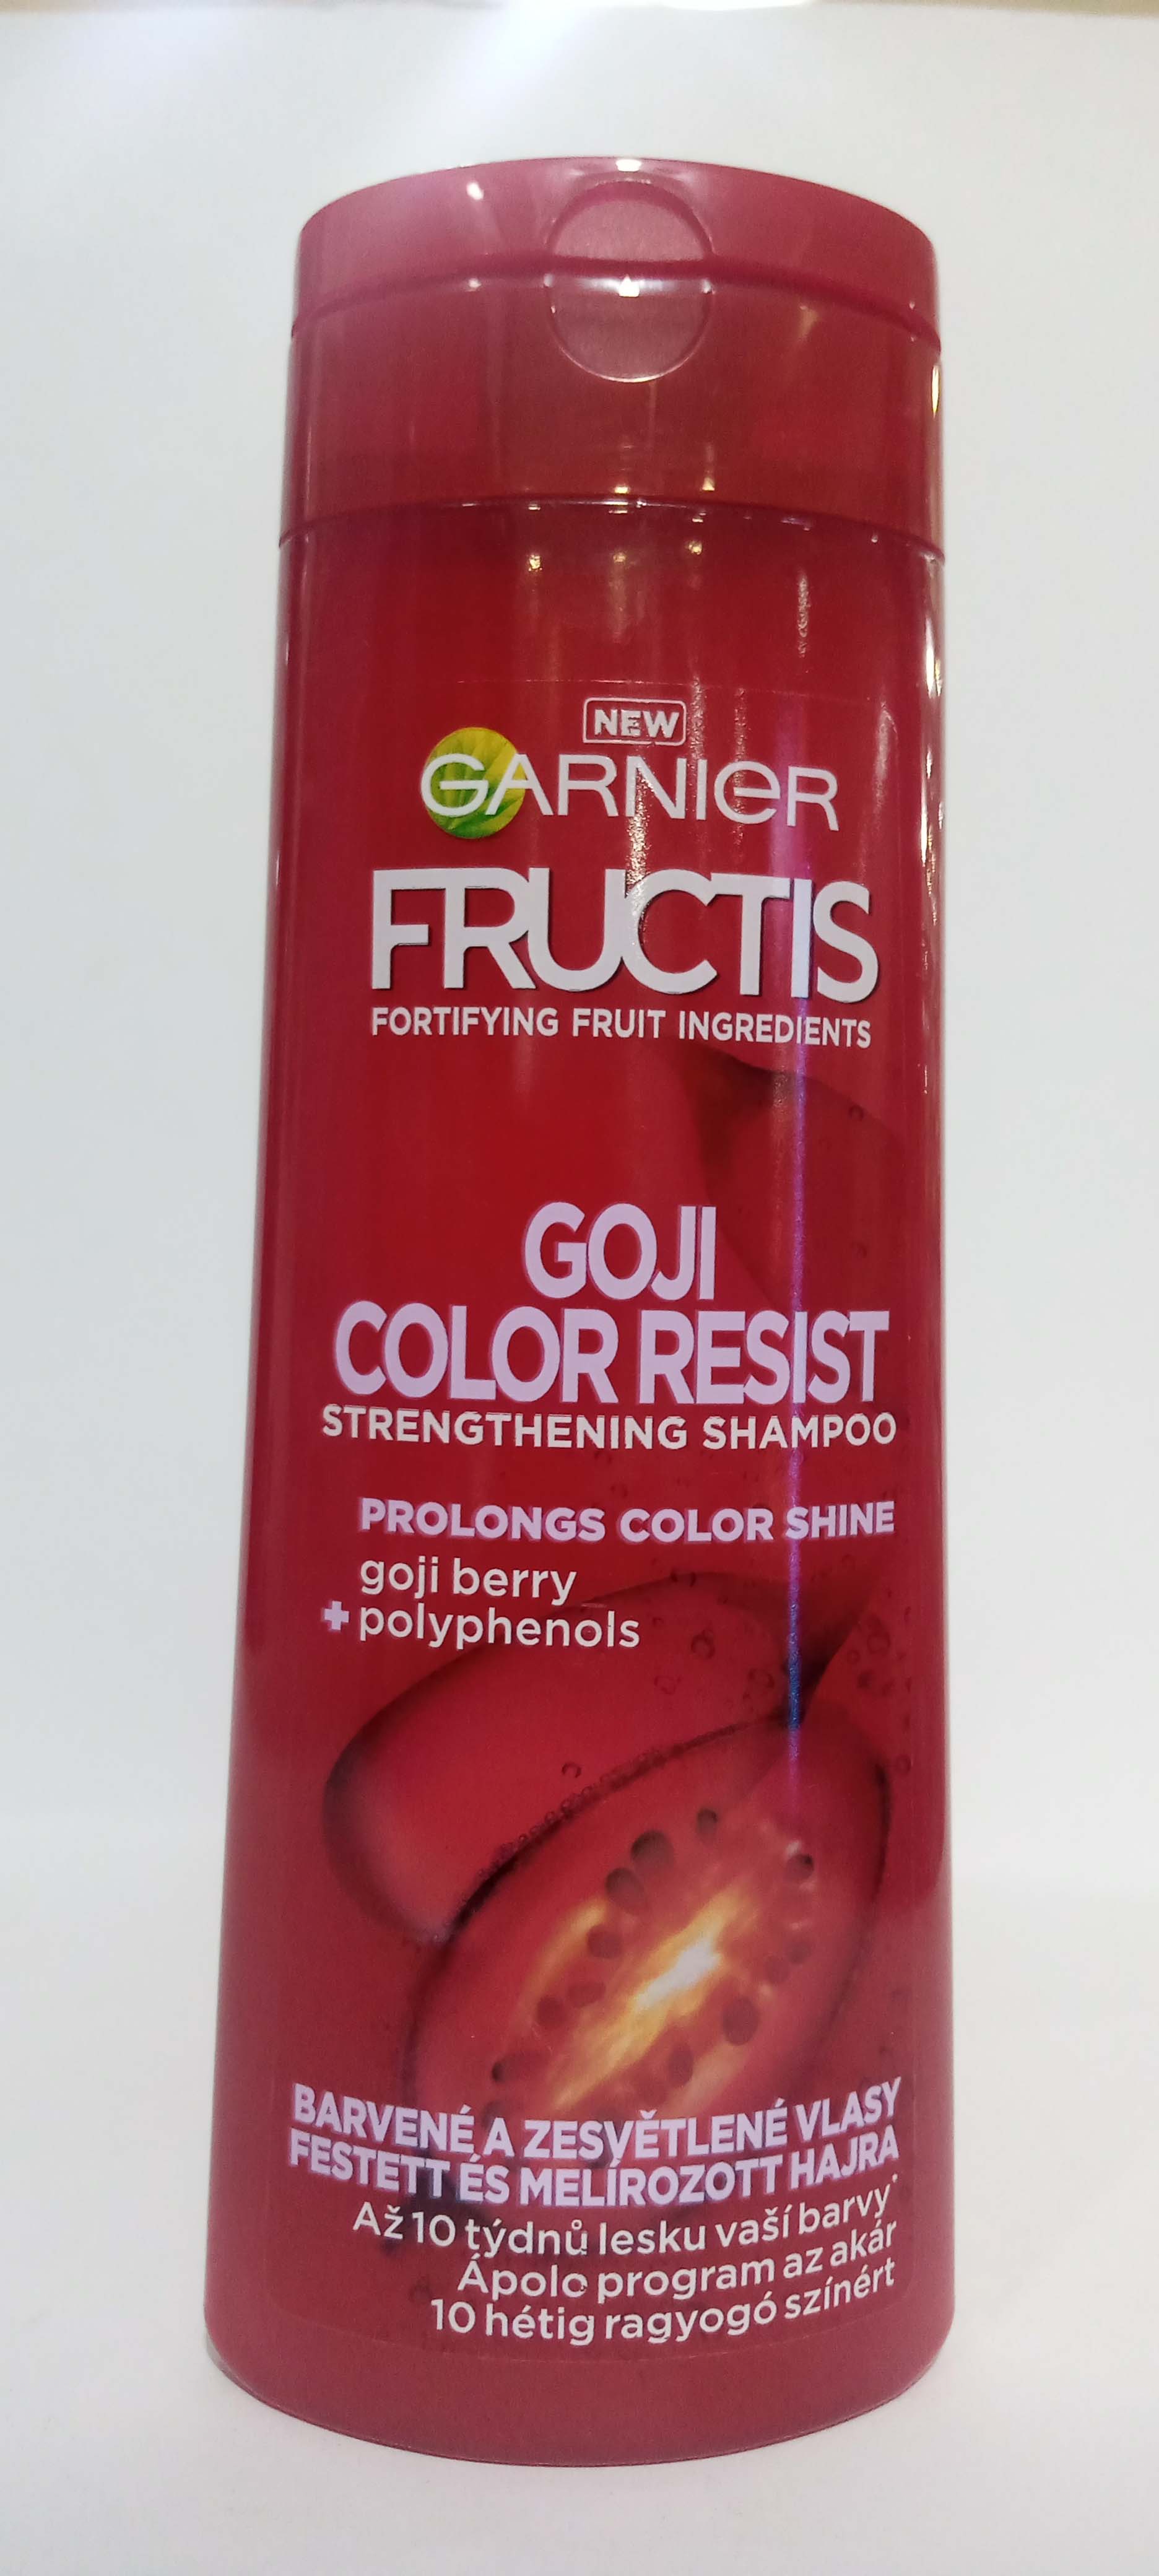 NEW
GARNIER
FRUCTIS
FORTIFYING FRUIT INGREDIENTS
GOJI
COLOR RESIST
STRENGTHENING SHAMPOO
PROLONGS COLOR SHINE
goji berry
+ polyphenols
BARVENÉ A ZESVĚTLENÉ VLASY
FESTETT ÉS MELÍROZOTT HAJRA
Až 10 týdnů lesku vaší barvy*
Ápolo program az akár
10 hétig ragyogó színért